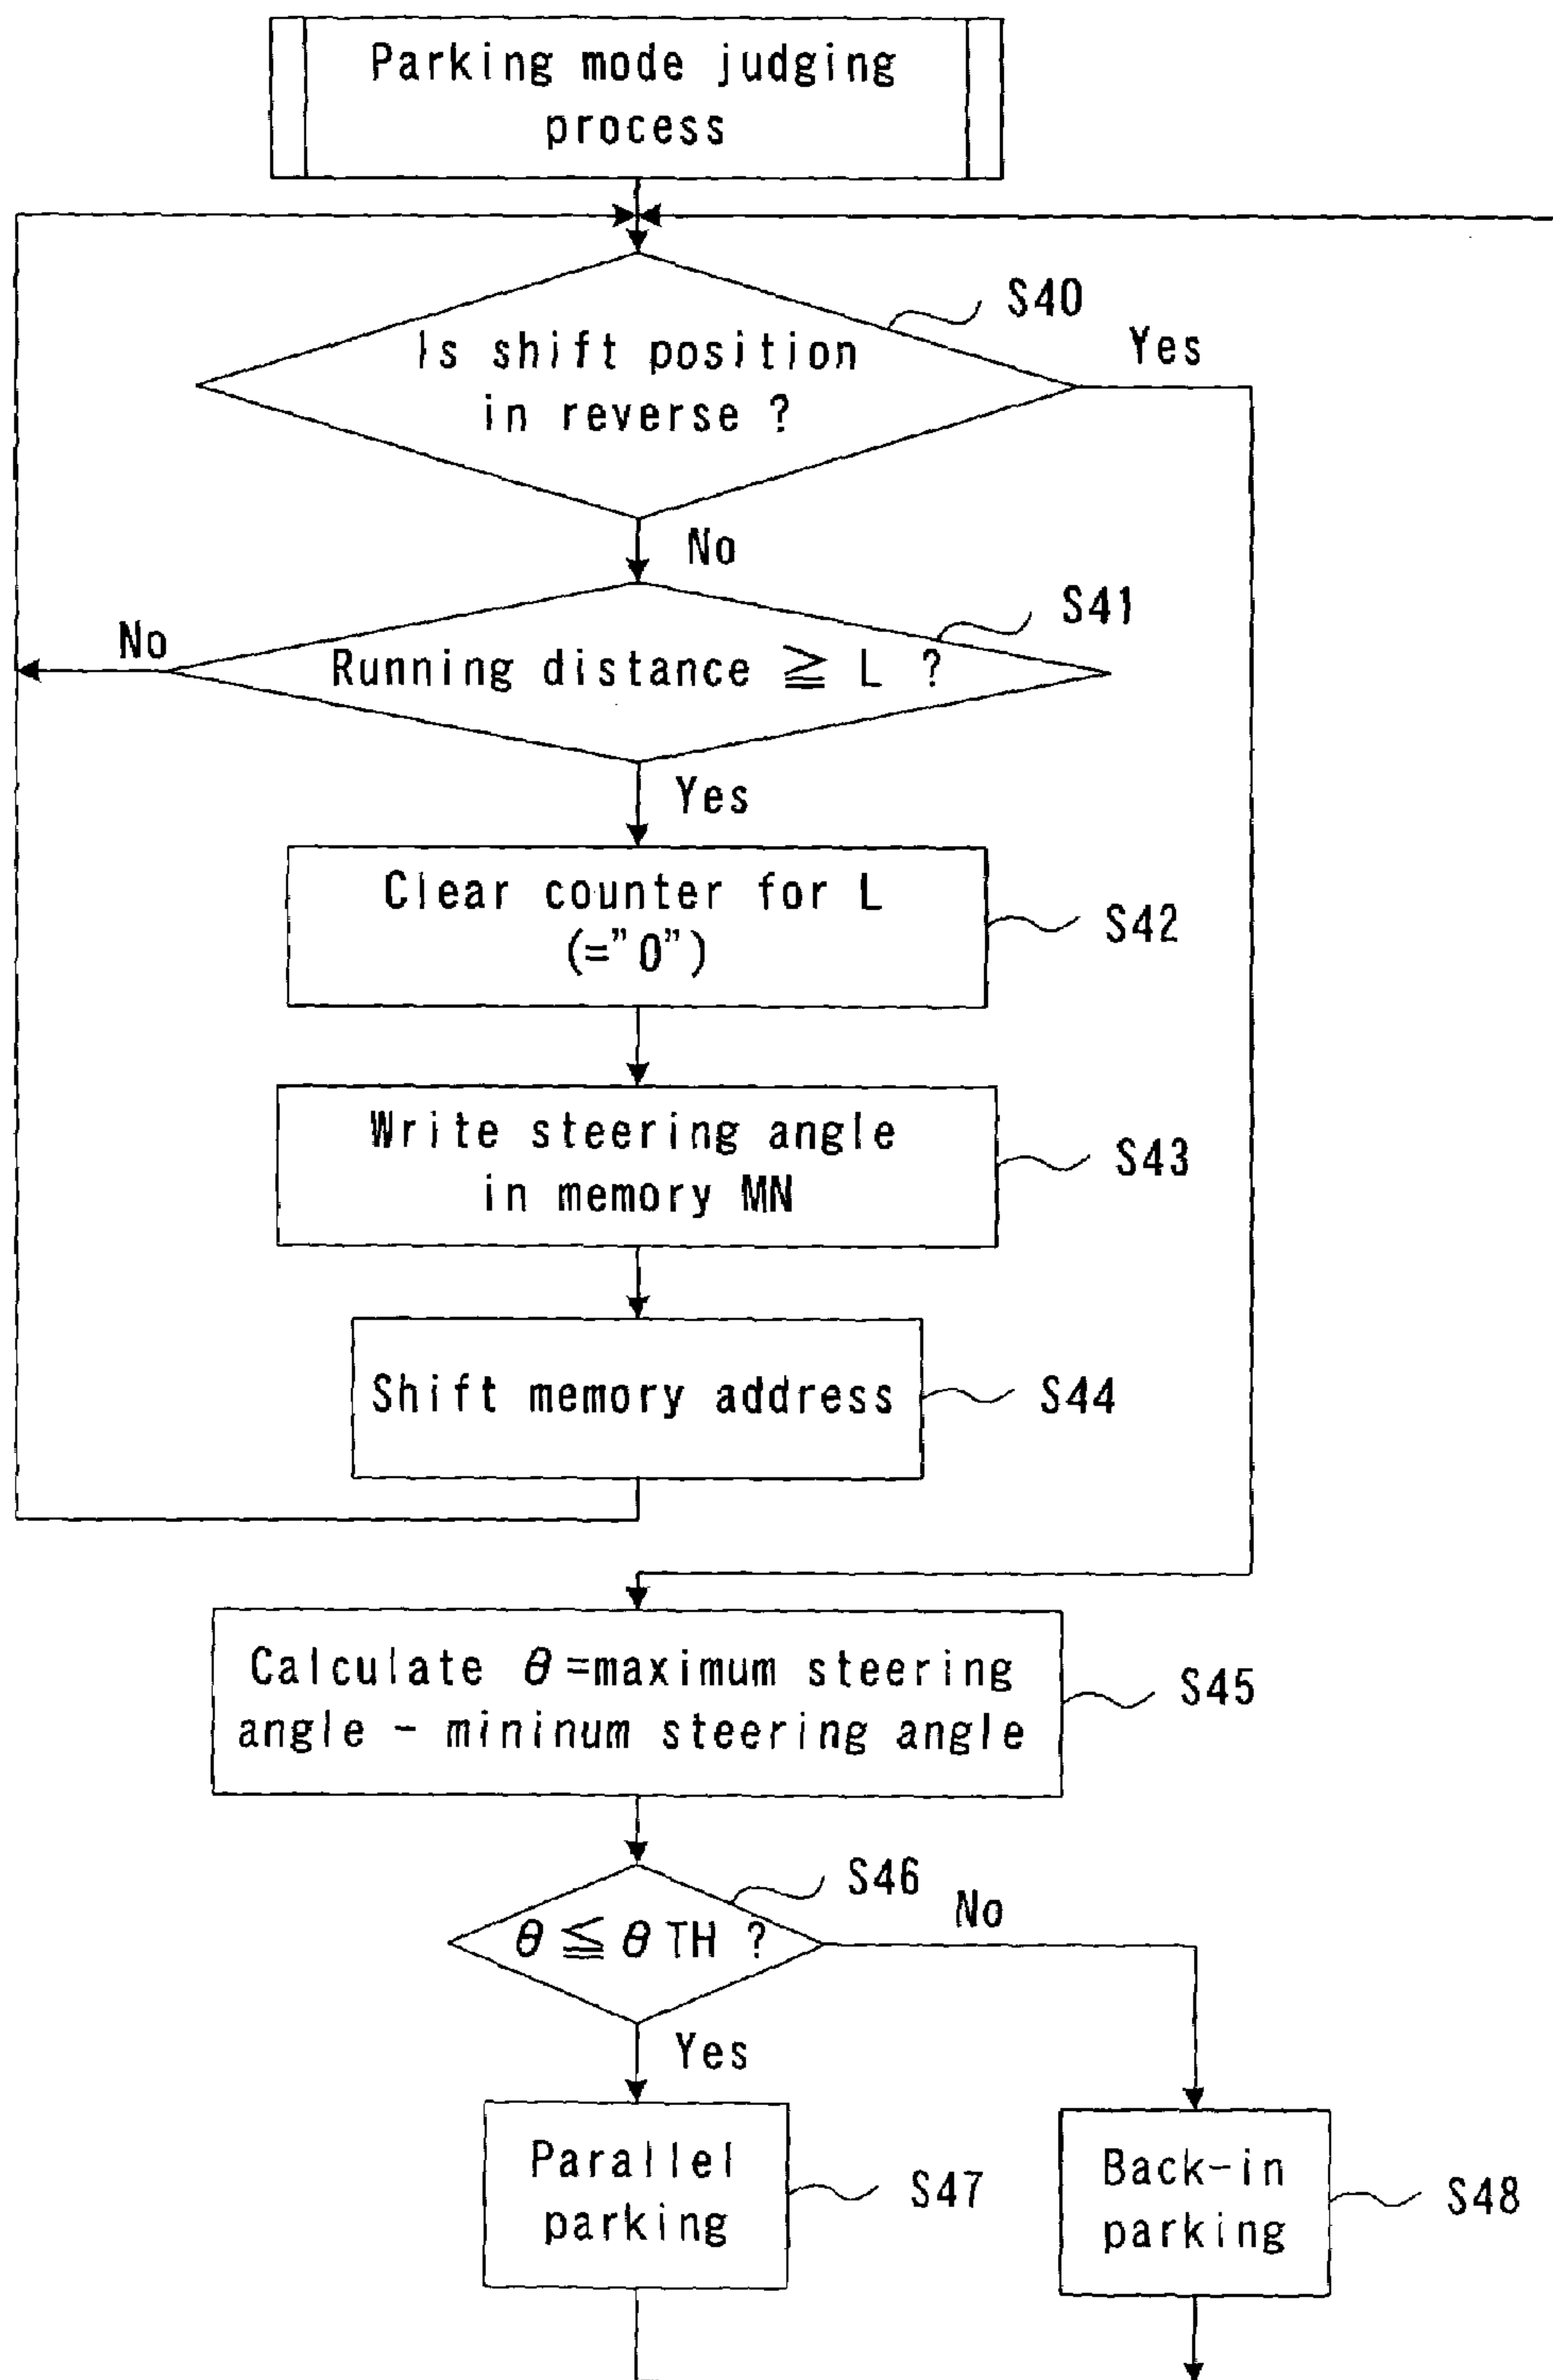 Parking mode judging
process
S40
Yes
Is shift position
in reverse ?
No
S41
No
Running distance ≧ L ?
Yes
Clear counter for L
(=”0”)
S42
Write steering angle
in memory MN
S43
Shift memory address
S44
Calculate θ=maximum steering
angle - mininum steering angle
S45
S46
No
θ ≦ θ TH ?
Yes
Parallel
parking
S47
Back-in
parking
S48